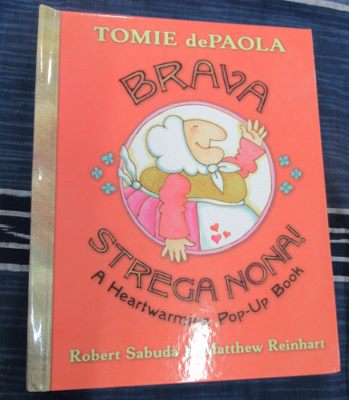 TOMIE dePAOLA
BRAVA
STREGA NONA!
A Heartwarming Pop-Up Book
Robert Sabuda Matthew Reinhart